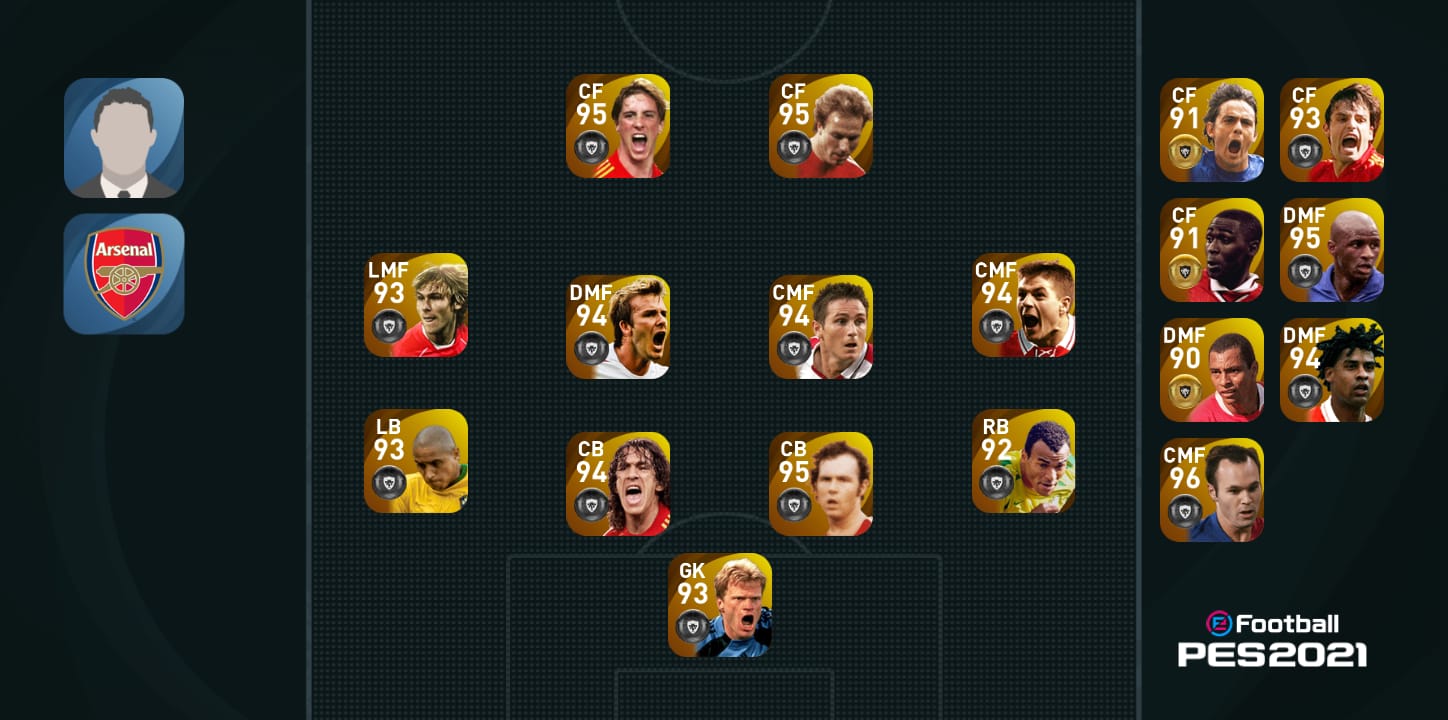 CF
95
CF
95
LMF
93
DMF
94
CMF
94
CMF
94
LB
93
CB
94
CB
95
RB
92
GK
93
Arsenal
CF
91
CF
93
CF
91
DMF
95
DMF
90
DMF
94
CMF
96
eFootball
PES2021